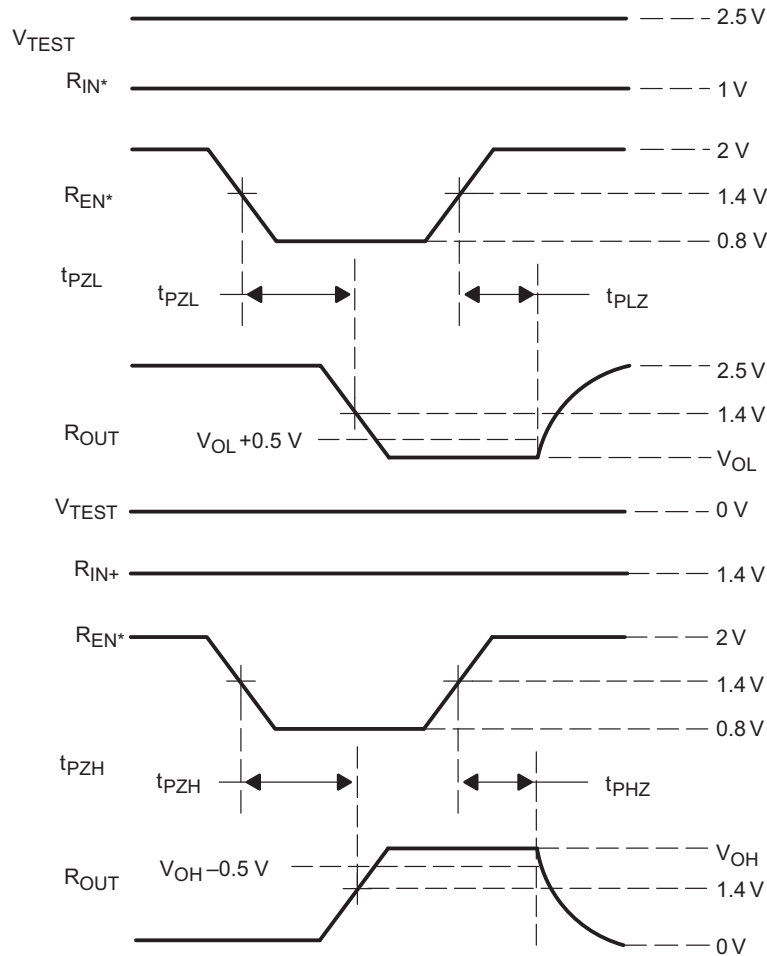 2.5 V
VTEST
RIN*
1 V
2 V
REN*
1.4 V
0.8 V
tPZL
tPZL
tPLZ
2.5 V
1.4 V
ROUT
VOL +0.5 V
VOL
VTEST
0 V
RIN+
1.4 V
REN*
2 V
1.4 V
0.8 V
tPZH
tPZH
tPHZ
VOH
VOH –0.5 V
ROUT
1.4 V
0 V